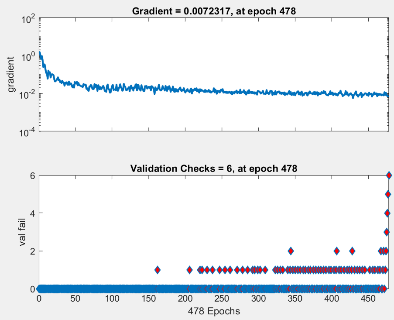 Gradient = 0.0072317, at epoch 478
10^2
10^0
gradient
10^-2
10^-4
Validation Checks = 6, at epoch 478
6
4
val fail
2
0
0 50 100 150 200 250 300 350 400 450
478 Epochs